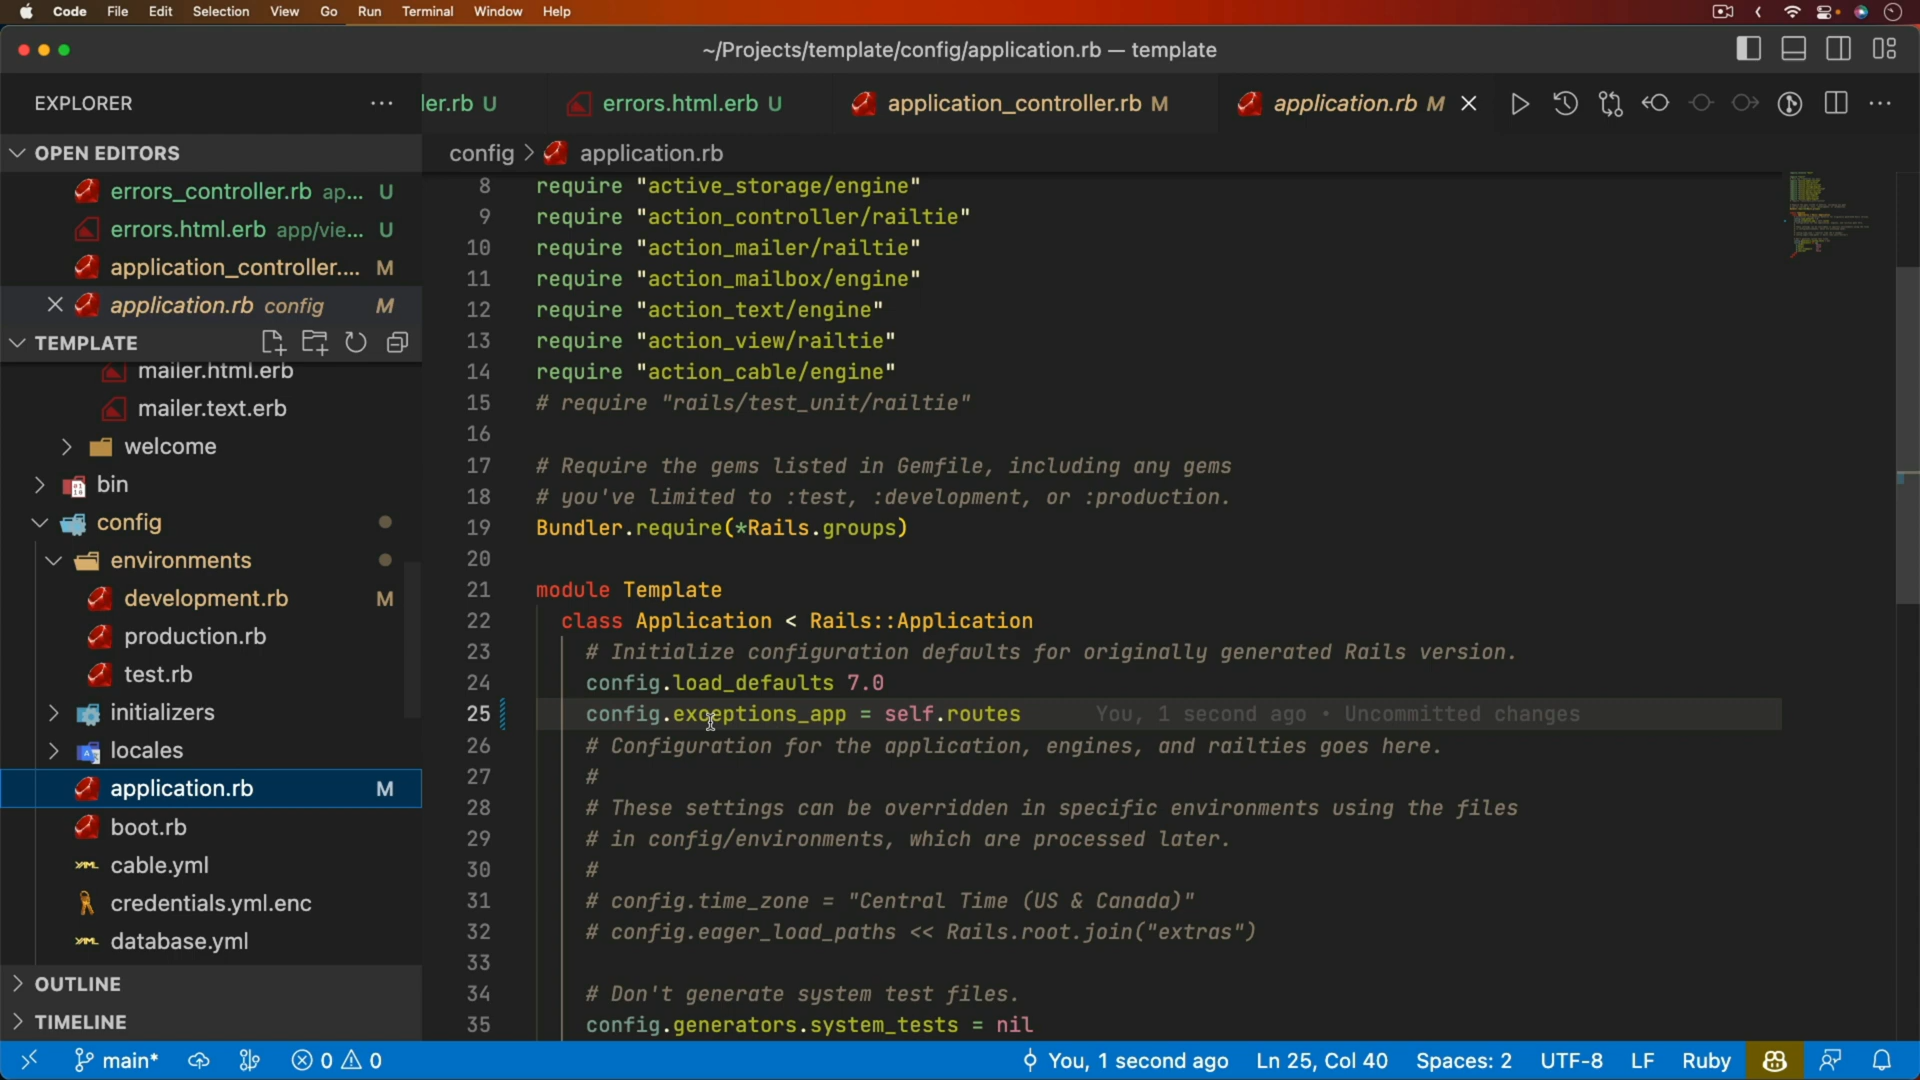 Code File Edit Selection View Go Run Terminal Window Help
~/Projects/template/config/application.rb — template
EXPLORER
ler.rb U
errors.html.erb U
application_controller.rb M
application.rb M
OPEN EDITORS
errors_controller.rb ap... U
errors.html.erb app/vie... U
application_controller.... M
application.rb config M
TEMPLATE
mailer.html.erb
mailer.text.erb
welcome
bin
config
environments
development.rb M
production.rb
test.rb
initializers
locales
application.rb M
boot.rb
cable.yml
credentials.yml.enc
database.yml
OUTLINE
TIMELINE
config > application.rb
8 require "active_storage/engine"
9 require "action_controller/railtie"
10 require "action_mailer/railtie"
11 require "action_mailbox/engine"
12 require "action_text/engine"
13 require "action_view/railtie"
14 require "action_cable/engine"
15 # require "rails/test_unit/railtie"
16
17 # Require the gems listed in Gemfile, including any gems
18 # you've limited to :test, :development, or :production.
19 Bundler.require(*Rails.groups)
20
21 module Template
22 class Application < Rails::Application
23 # Initialize configuration defaults for originally generated Rails version.
24 config.load_defaults 7.0
25 config.exceptions_app = self.routes You, 1 second ago • Uncommitted changes
26 # Configuration for the application, engines, and railties goes here.
27 #
28 # These settings can be overridden in specific environments using the files
29 # in config/environments, which are processed later.
30 #
31 # config.time_zone = "Central Time (US & Canada)"
32 # config.eager_load_paths << Rails.root.join("extras")
33
34 # Don't generate system test files.
35 config.generators.system_tests = nil
main* 0 0 You, 1 second ago Ln 25, Col 40 Spaces: 2 UTF-8 LF Ruby